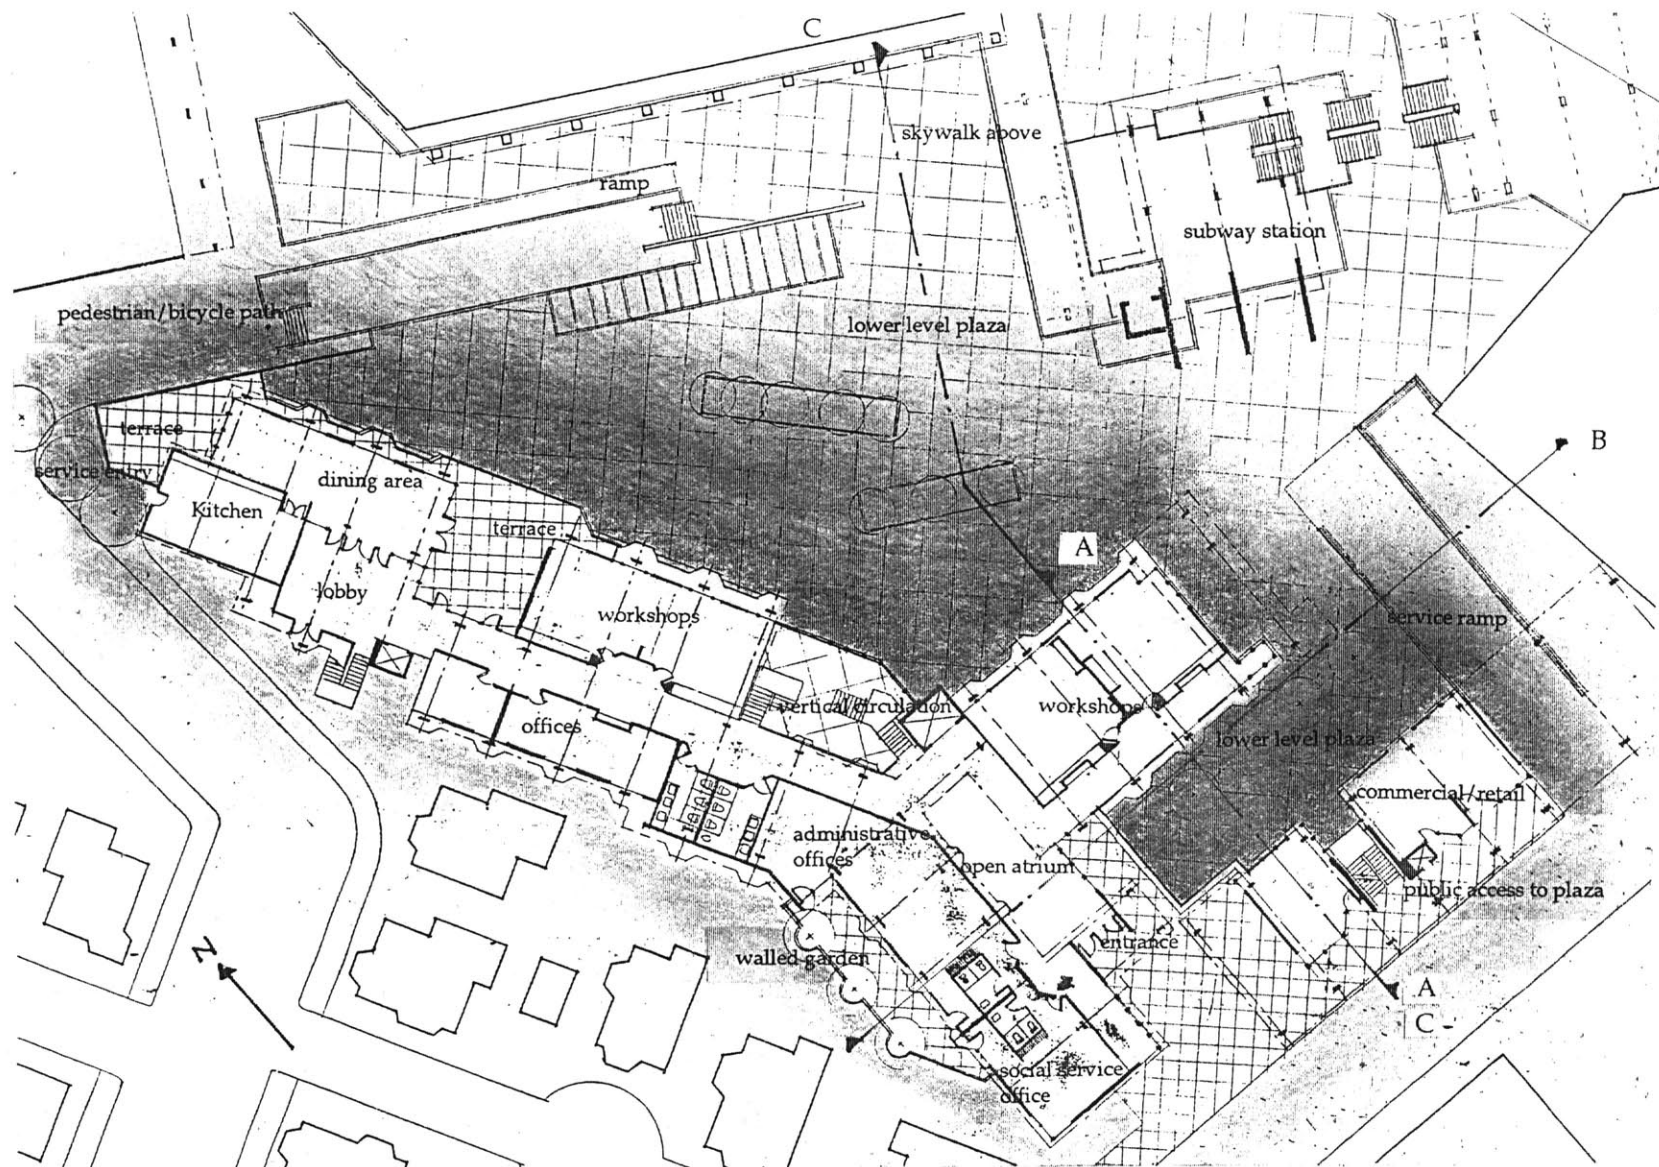 C
skywalk above
ramp
subway station
pedestrian/bicycle path
lower level plaza
B
terrace
service entry
dining area
Kitchen
terrace
A
lobby
workshops
service ramp
offices
vertical circulation
workshops
lower level plaza
commercial/retail
administrative
offices
open atrium
public access to plaza
entrance
walled garden
N
A
C
social service
office